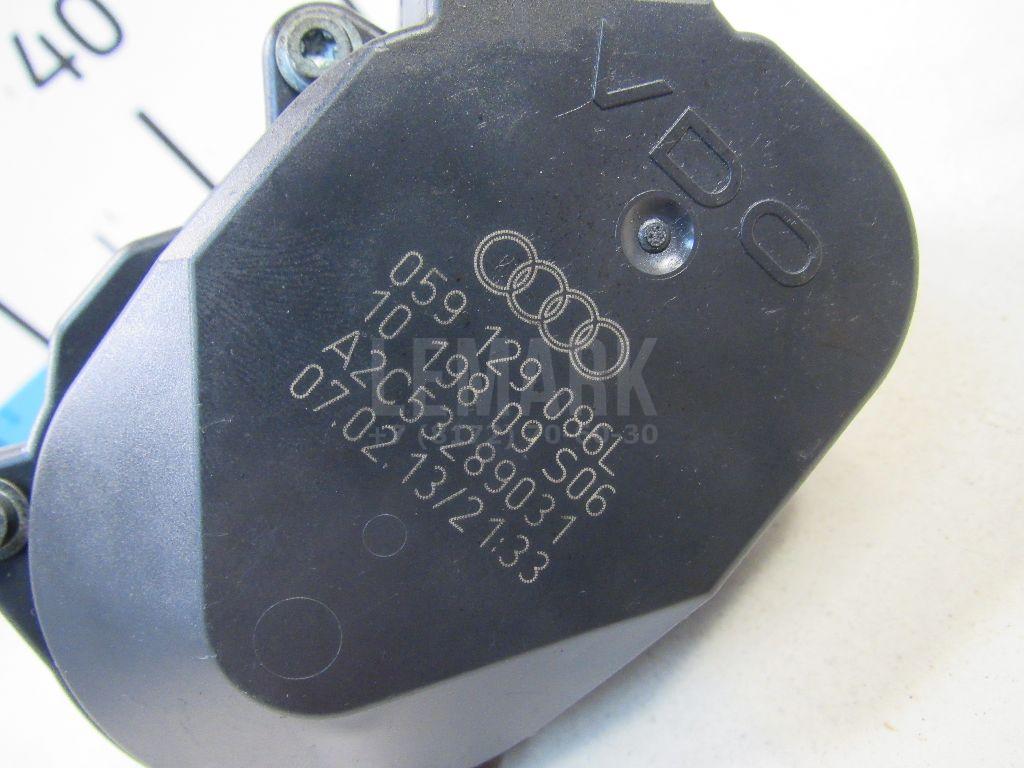 40
VDO
059 129 086L
10 798 09 S06
A2C53289031
07.02.13/21:33
LEMARK